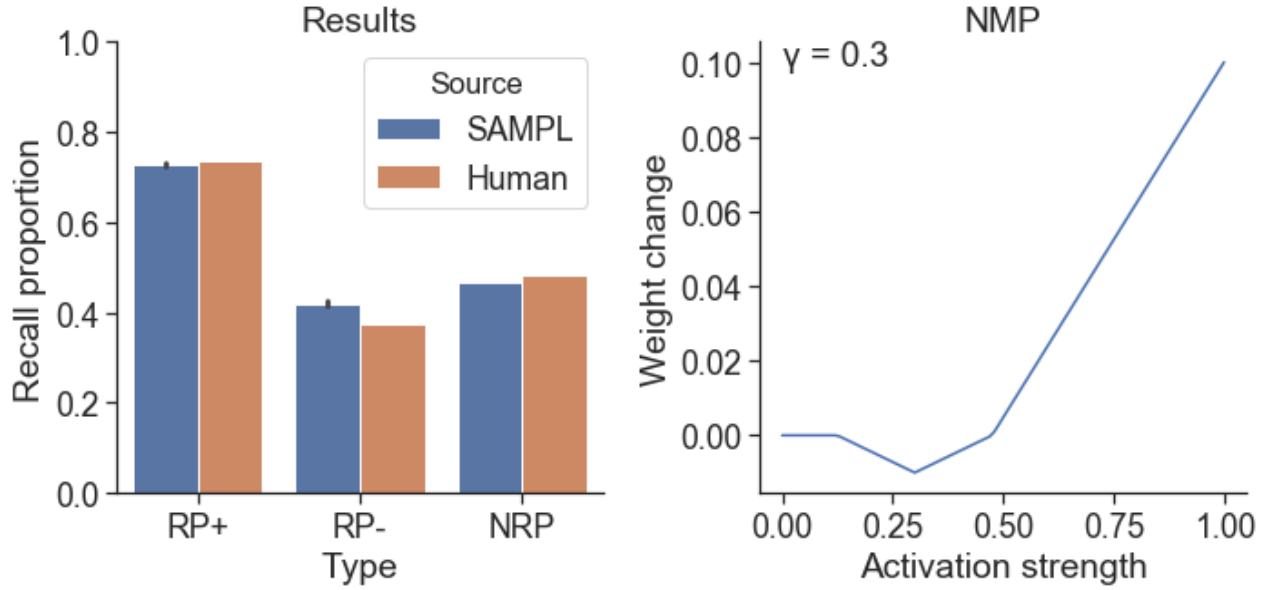 Results
1.0
0.8
0.6
0.4
0.2
0.0
Recall proportion
Source
SAMPL
Human
RP+
RP-
NRP
Type
NMP
γ = 0.3
0.10
0.08
0.06
0.04
0.02
0.00
Weight change
0.00
0.25
0.50
0.75
1.00
Activation strength